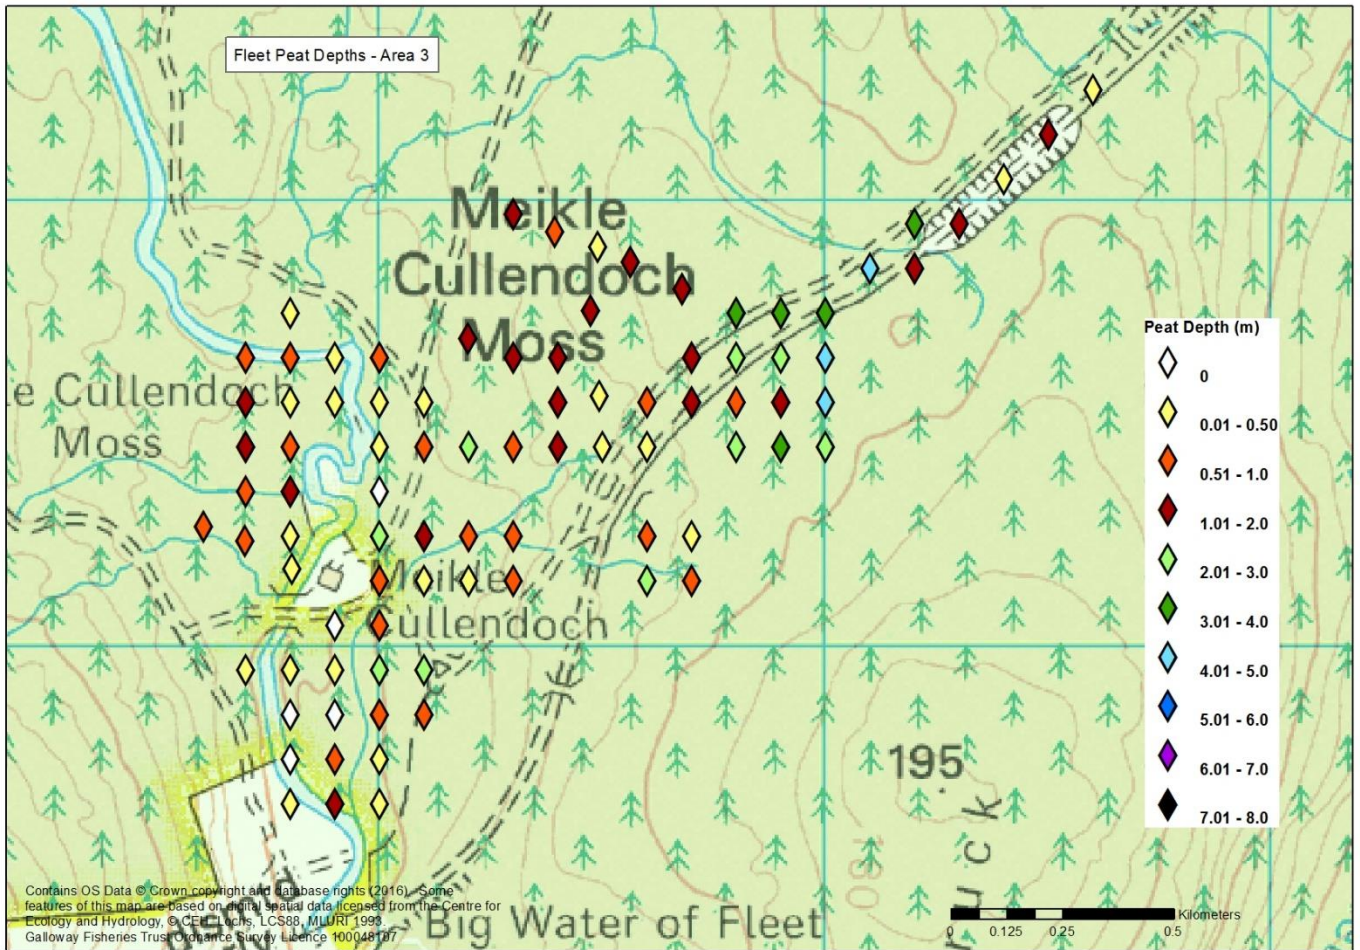 Fleet Peat Depths - Area 3
Meikle
Cullendoch
Moss
le Cullendoch
Moss
Meikle
Cullendoch
195
Big Water of Fleet
Peat Depth (m)
0
0.01 - 0.50
0.51 - 1.0
1.01 - 2.0
2.01 - 3.0
3.01 - 4.0
4.01 - 5.0
5.01 - 6.0
6.01 - 7.0
7.01 - 8.0
ruck
Contains OS Data © Crown copyright and database rights (2016). Some
features of this map are based on digital spatial data licensed from the Centre for
Ecology and Hydrology, © CEH. Lochs, LCS88, MLURI 1993.
Galloway Fisheries Trust Ordnance Survey Licence 100048107
Kilometers
0 0.125 0.25 0.5